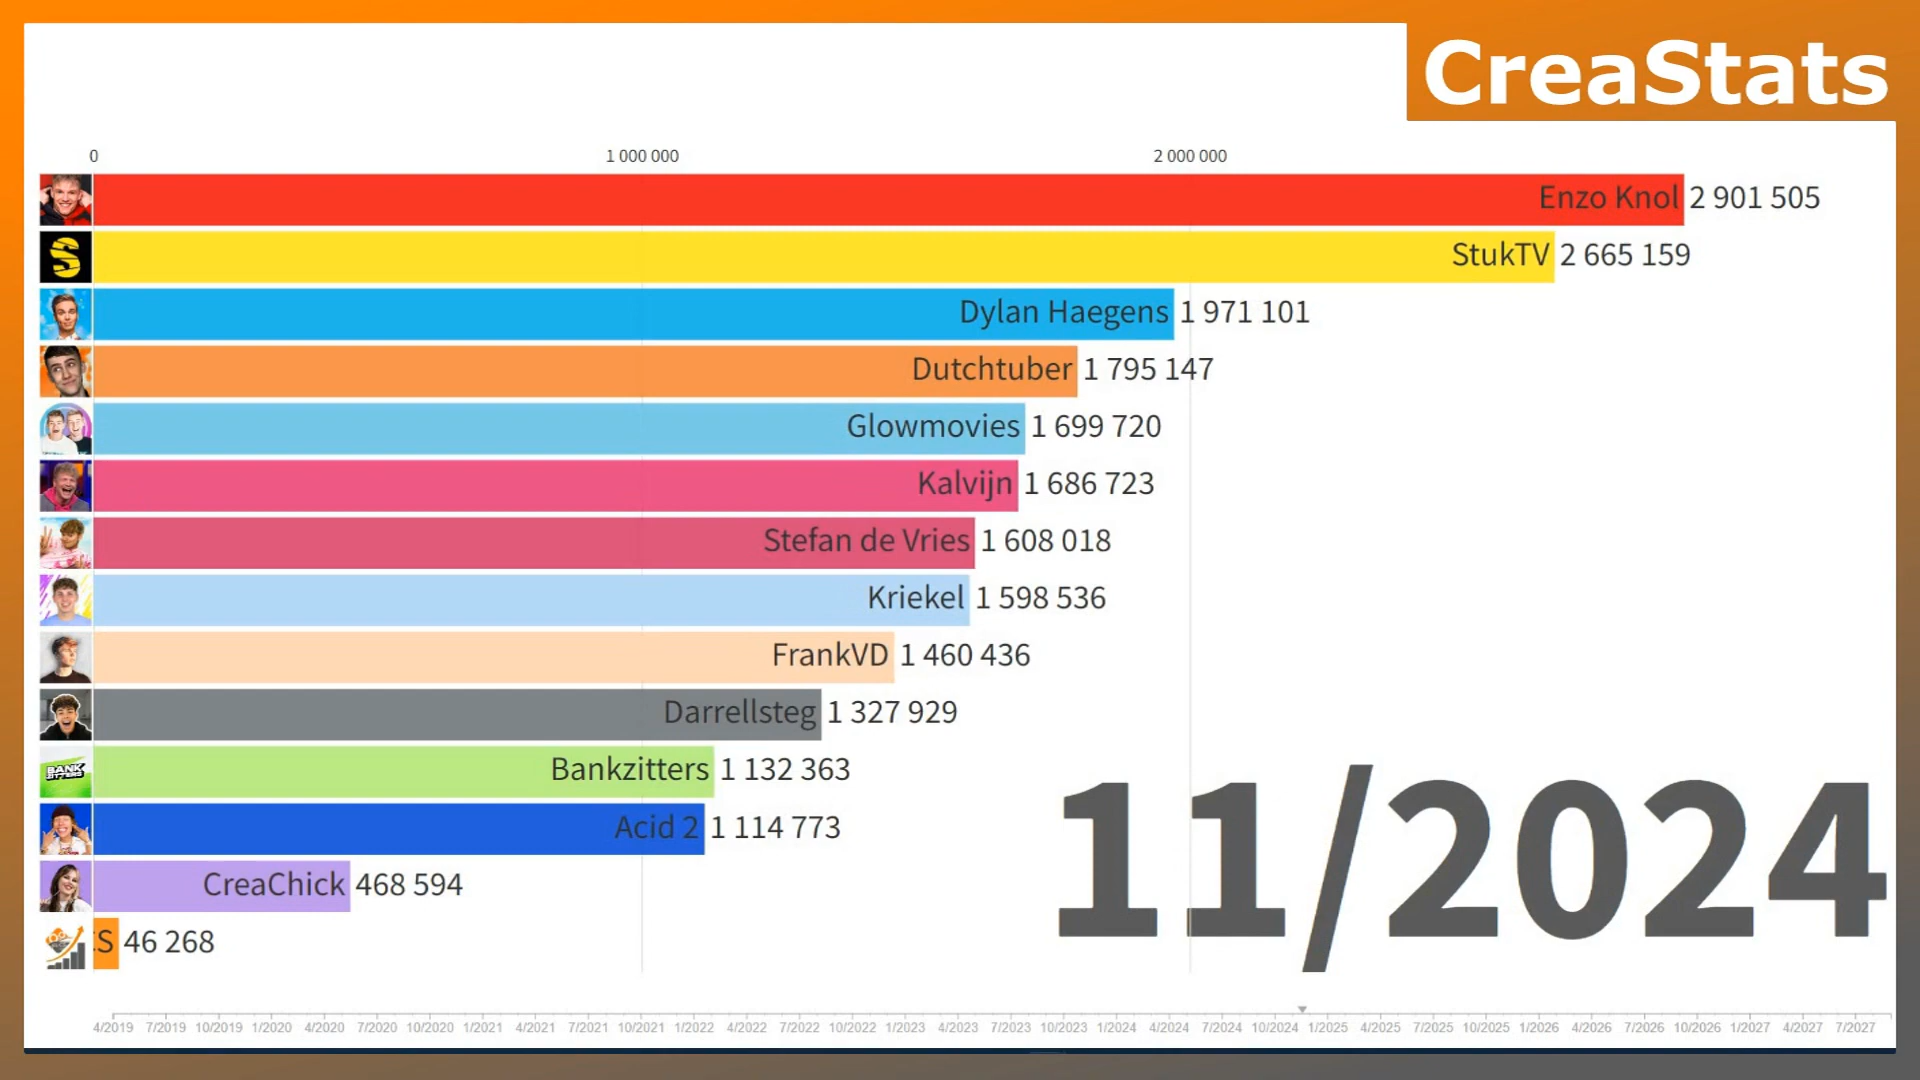 CreaStats
0 1 000 000 2 000 000
Enzo Knol 2 901 505
StukTV 2 665 159
Dylan Haegens 1 971 101
Dutchtuber 1 795 147
Glowmovies 1 699 720
Kalvijn 1 686 723
Stefan de Vries 1 608 018
Kriekel 1 598 536
FrankVD 1 460 436
Darrellsteg 1 327 929
BANK ZITTERS Bankzitters 1 132 363
Acid 2 1 114 773
CreaChick 468 594
S 46 268
11/2024
4/2019 7/2019 10/2019 1/2020 4/2020 7/2020 10/2020 1/2021 4/2021 7/2021 10/2021 1/2022 4/2022 7/2022 10/2022 1/2023 4/2023 7/2023 10/2023 1/2024 4/2024 7/2024 10/2024 1/2025 4/2025 7/2025 10/2025 1/2026 4/2026 7/2026 10/2026 1/2027 4/2027 7/2027